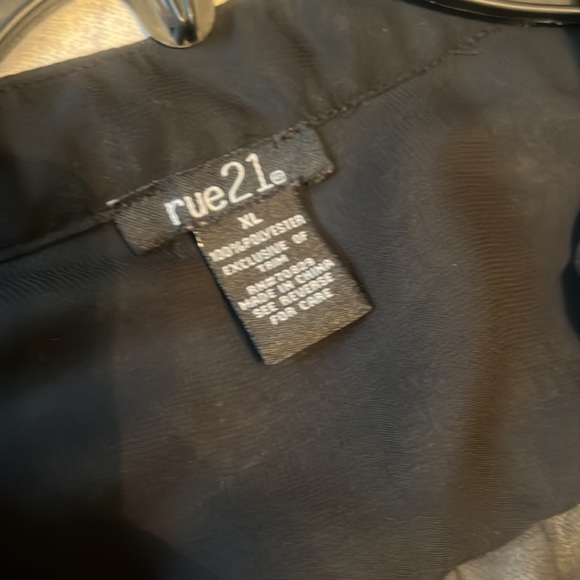 rue21
XL
100% POLYESTER
EXCLUSIVE OF
TRIM
MADE IN CHINA
SEE REVERSE
FOR CARE